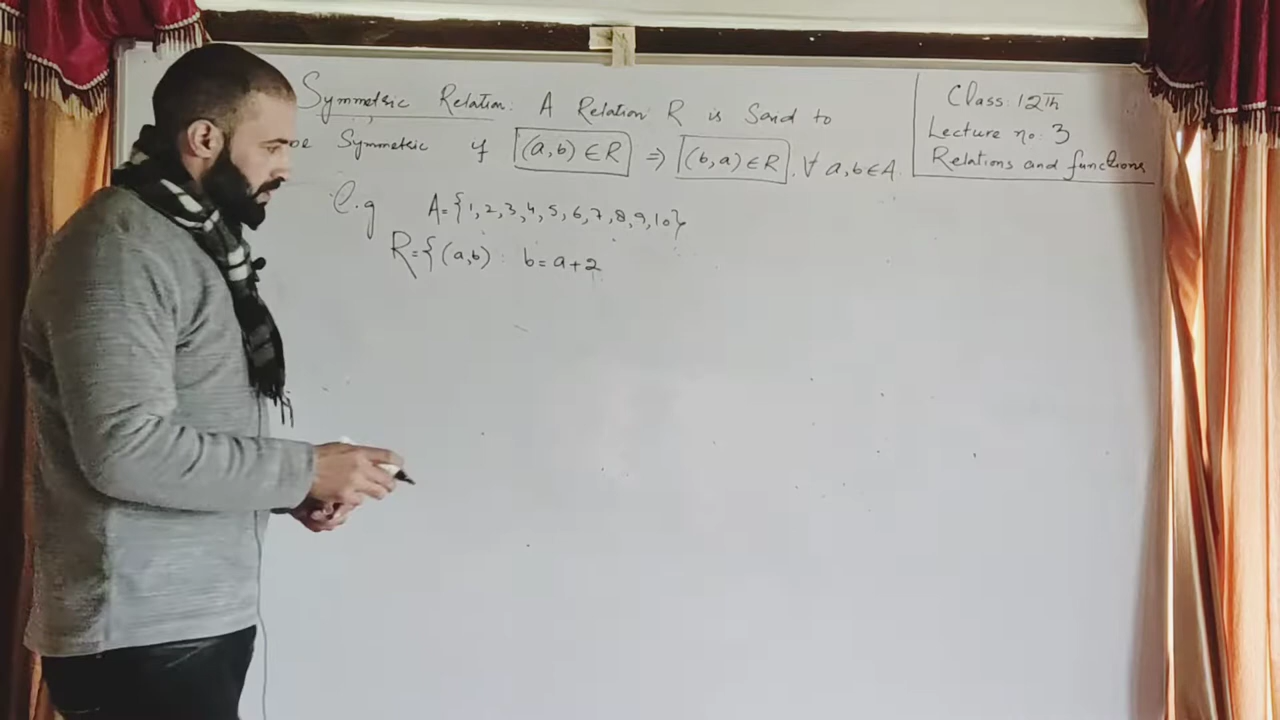 Symmetric Relation: A Relation R is Said to
be Symmetric if (a,b) ∈ R ⇒ (b,a) ∈ R. ∀ a,b ∈ A.
e.g A={1,2,3,4,5,6,7,8,9,10}
R={(a,b) : b=a+2
Class: 12th
Lecture no: 3
Relations and functions